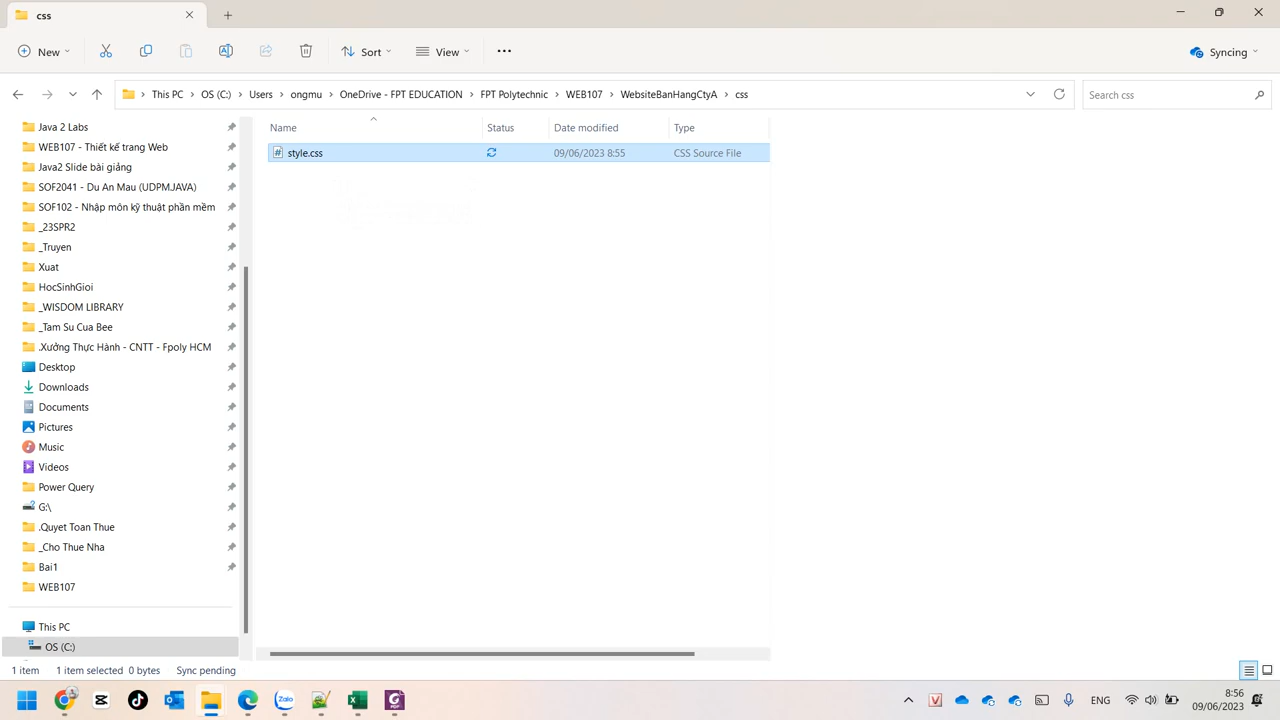 css
New
Sort
View
This PC
OS (C:)
Users
ongmu
OneDrive - FPT EDUCATION
FPT Polytechnic
WEB107
WebsiteBanHangCtyA
css
Search css
Name
Status
Date modified
Type
style.css
09/06/2023 8:55
CSS Source File
Java 2 Labs
WEB107 - Thiết kế trang Web
Java2 Slide bài giảng
SOF2041 - Du An Mau (UDPM.JAVA)
SOF102 - Nhập môn kỹ thuật phần mềm
_23SPR2
_Truyen
Xuat
HocSinhGioi
_WISDOM LIBRARY
_Tam Su Cua Bee
.Xưởng Thực Hành - CNTT - Fpoly HCM
Desktop
Downloads
Documents
Pictures
Music
Videos
Power Query
G:\
.Quyet Toan Thue
_Cho Thue Nha
Bai1
WEB107
This PC
OS (C:)
1 item
1 item selected 0 bytes
Sync pending
Syncing
Zalo
ENG
8:56
09/06/2023